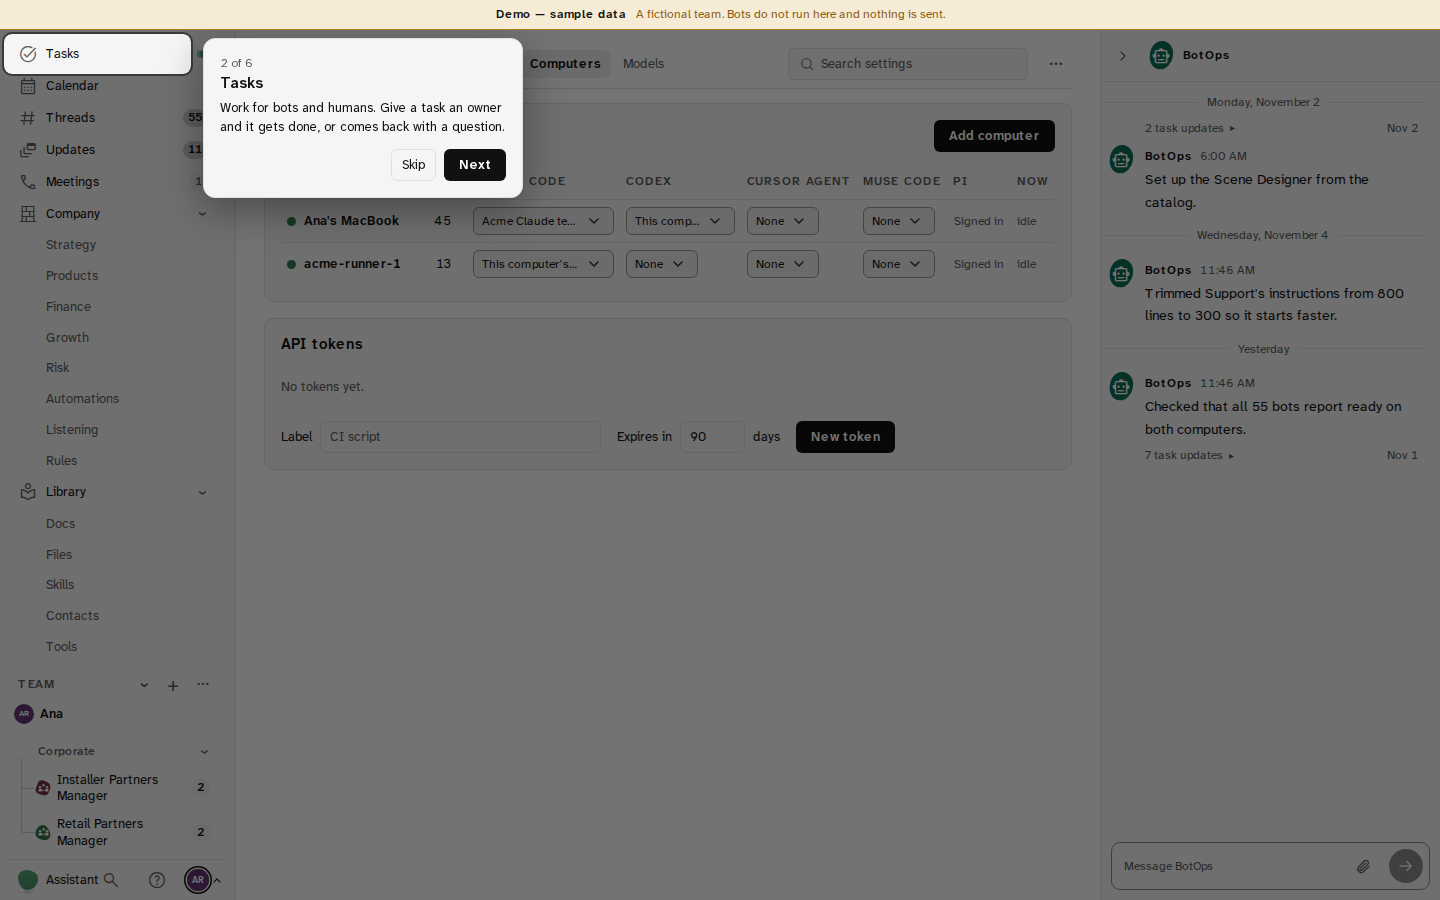 Demo — sample data A fictional team. Bots do not run here and nothing is sent.
Tasks
Calendar
Threads 55
Updates 11
Meetings 1
Company
Strategy
Products
Finance
Growth
Risk
Automations
Listening
Rules
Library
Docs
Files
Skills
Contacts
Tools
TEAM
AR Ana
Corporate
Installer Partners
Manager
2
Retail Partners
Manager
2
Assistant
AR
2 of 6
Tasks
Work for bots and humans. Give a task an owner
and it gets done, or comes back with a question.
Skip Next
Computers Models
Search settings
Add computer
CODE CODEX CURSOR AGENT MUSE CODE PI NOW
Ana's MacBook 45 Acme Claude te... This comp... None None Signed in idle
acme-runner-1 13 This computer's... None None None Signed in idle
API tokens
No tokens yet.
Label CI script Expires in 90 days New token
BotOps
Monday, November 2
2 task updates Nov 2
BotOps 6:00 AM
Set up the Scene Designer from the
catalog.
Wednesday, November 4
BotOps 11:46 AM
Trimmed Support's instructions from 800
lines to 300 so it starts faster.
Yesterday
BotOps 11:46 AM
Checked that all 55 bots report ready on
both computers.
7 task updates Nov 1
Message BotOps